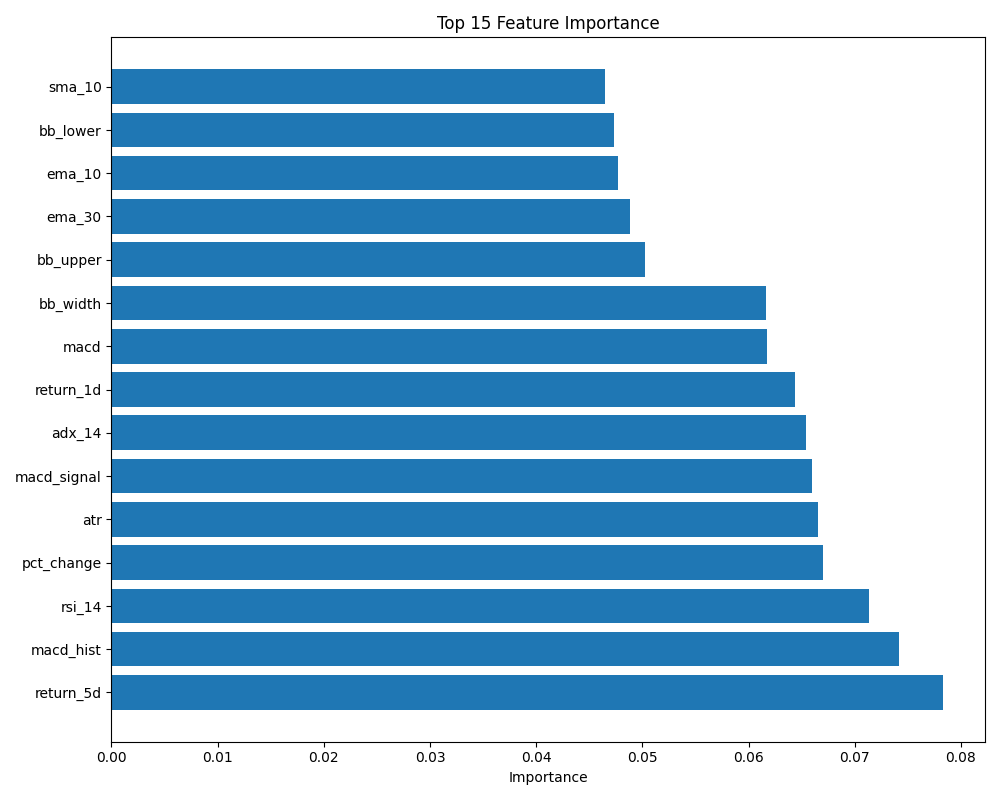 Top 15 Feature Importance
sma_10
bb_lower
ema_10
ema_30
bb_upper
bb_width
macd
return_1d
adx_14
macd_signal
atr
pct_change
rsi_14
macd_hist
return_5d
0.00 0.01 0.02 0.03 0.04 0.05 0.06 0.07 0.08
Importance